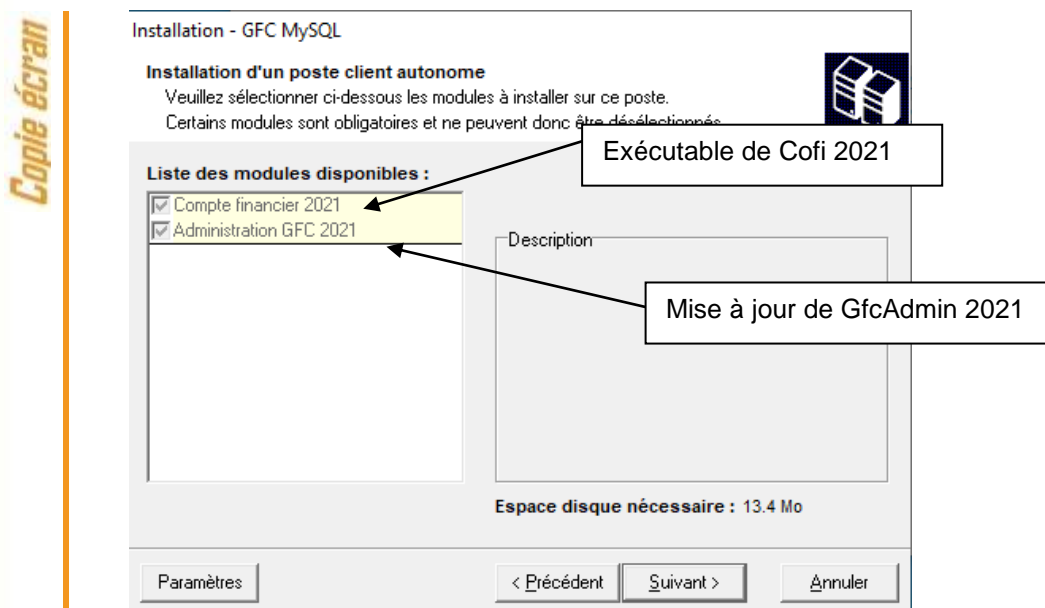 Copie écran
Installation - GFC MySQL
Installation d'un poste client autonome
Veuillez sélectionner ci-dessous les modules à installer sur ce poste.
Certains modules sont obligatoires et ne peuvent donc être désélectionnés
Exécutable de Cofi 2021
Liste des modules disponibles :
Compte financier 2021
Administration GFC 2021
Description
Mise à jour de GfcAdmin 2021
Espace disque nécessaire : 13.4 Mo
Paramètres
< Précédent
Suivant >
Annuler